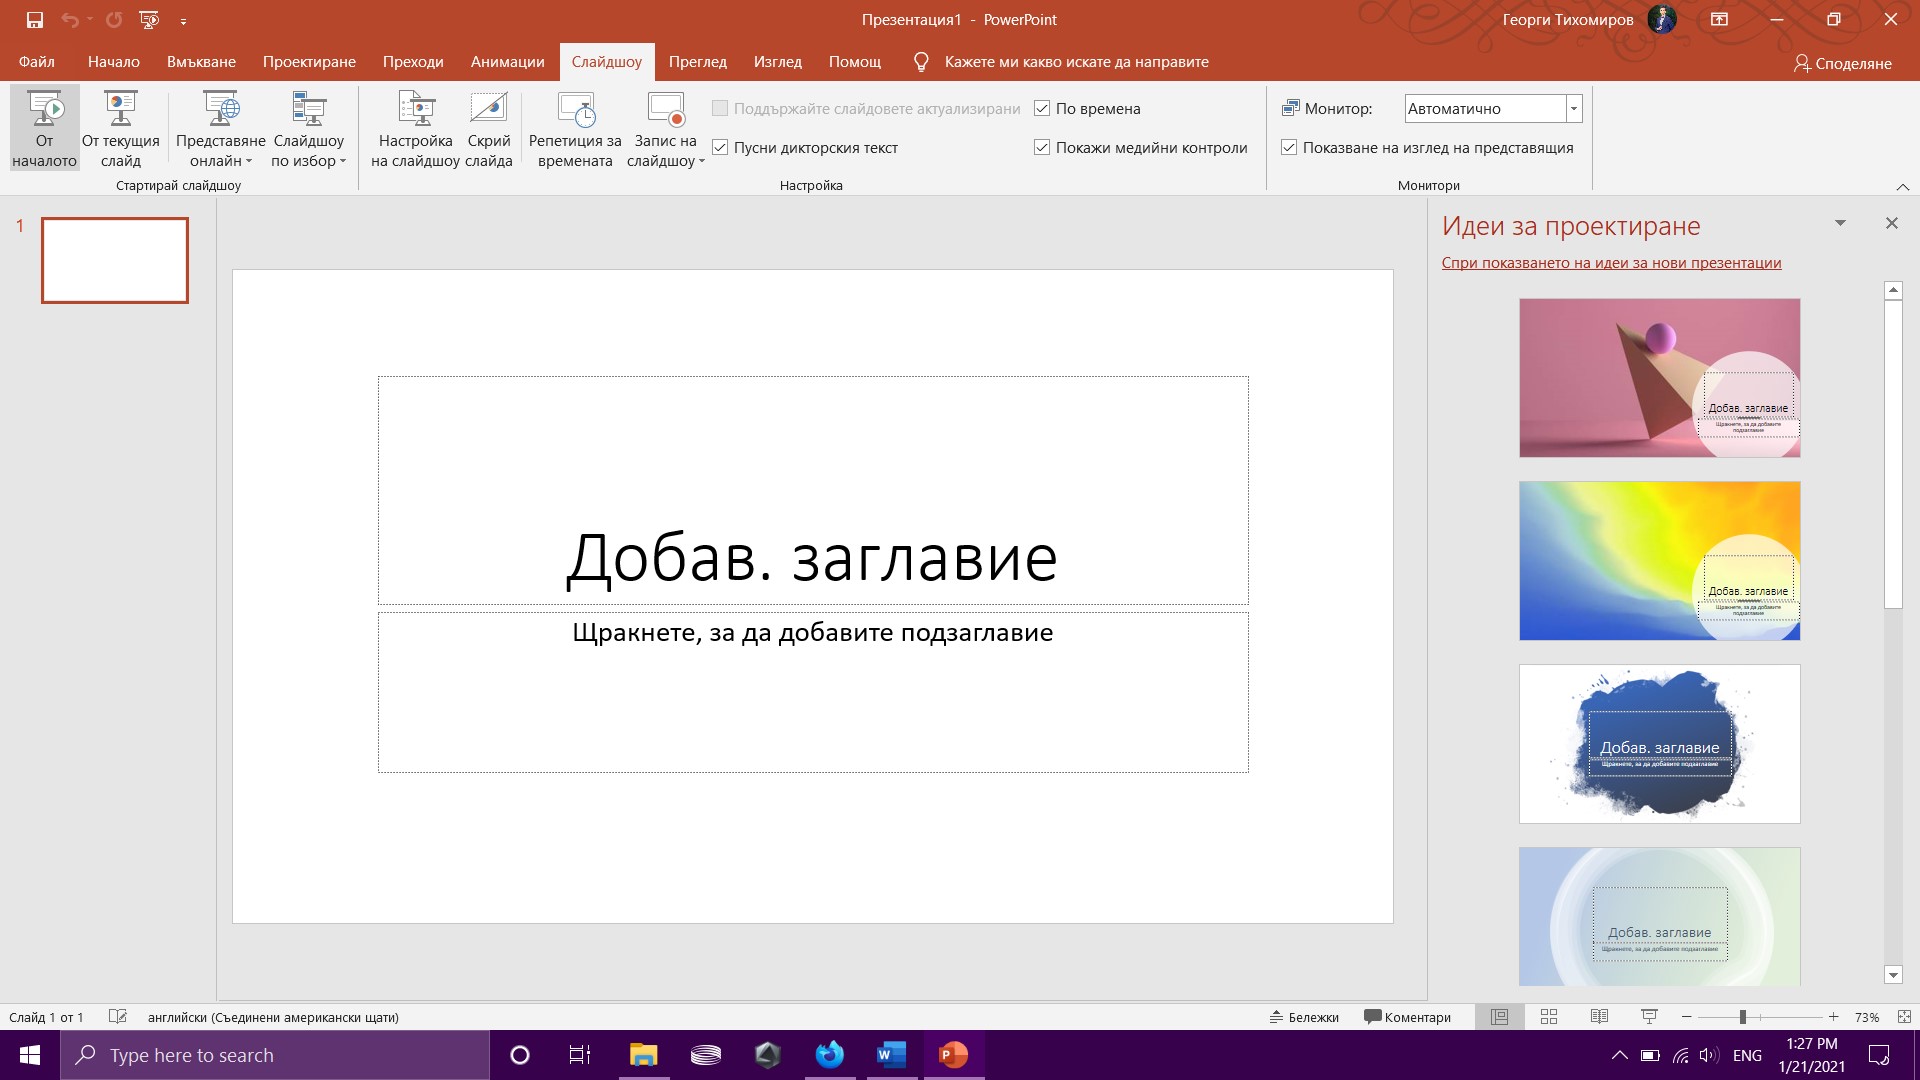 Презентация1 - PowerPoint
Георги Тихомиров
Файл Начало Вмъкване Проектиране Преходи Анимации Слайдшоу Преглед Изглед Помощ Кажете ми какво искате да направите Споделяне
От началото
От текущия слайд
Представяне онлайн
Слайдшоу по избор
Стартирай слайдшоу
Настройка на слайдшоу
Скрий слайда
Репетиция за времената
Запис на слайдшоу
Поддържайте слайдовете актуализирани
Пусни дикторския текст
По времена
Покажи медийни контроли
Настройка
Монитор: Автоматично
Показване на изглед на представящия
Монитори
1
Добав. заглавие
Щракнете, за да добавите подзаглавие
Идеи за проектиране
Спри показването на идеи за нови презентации
Добав. заглавие
Щракнете, за да добавите
подзаглавие
Добав. заглавие
Щракнете, за да добавите
подзаглавие
Добав. заглавие
Щракнете, за да добавите подзаглавие
Добав. заглавие
Щракнете, за да добавите подзаглавие
Слайд 1 от 1 английски (Съединени американски щати) Бележки Коментари 73%
Type here to search
ENG
1:27 PM
1/21/2021